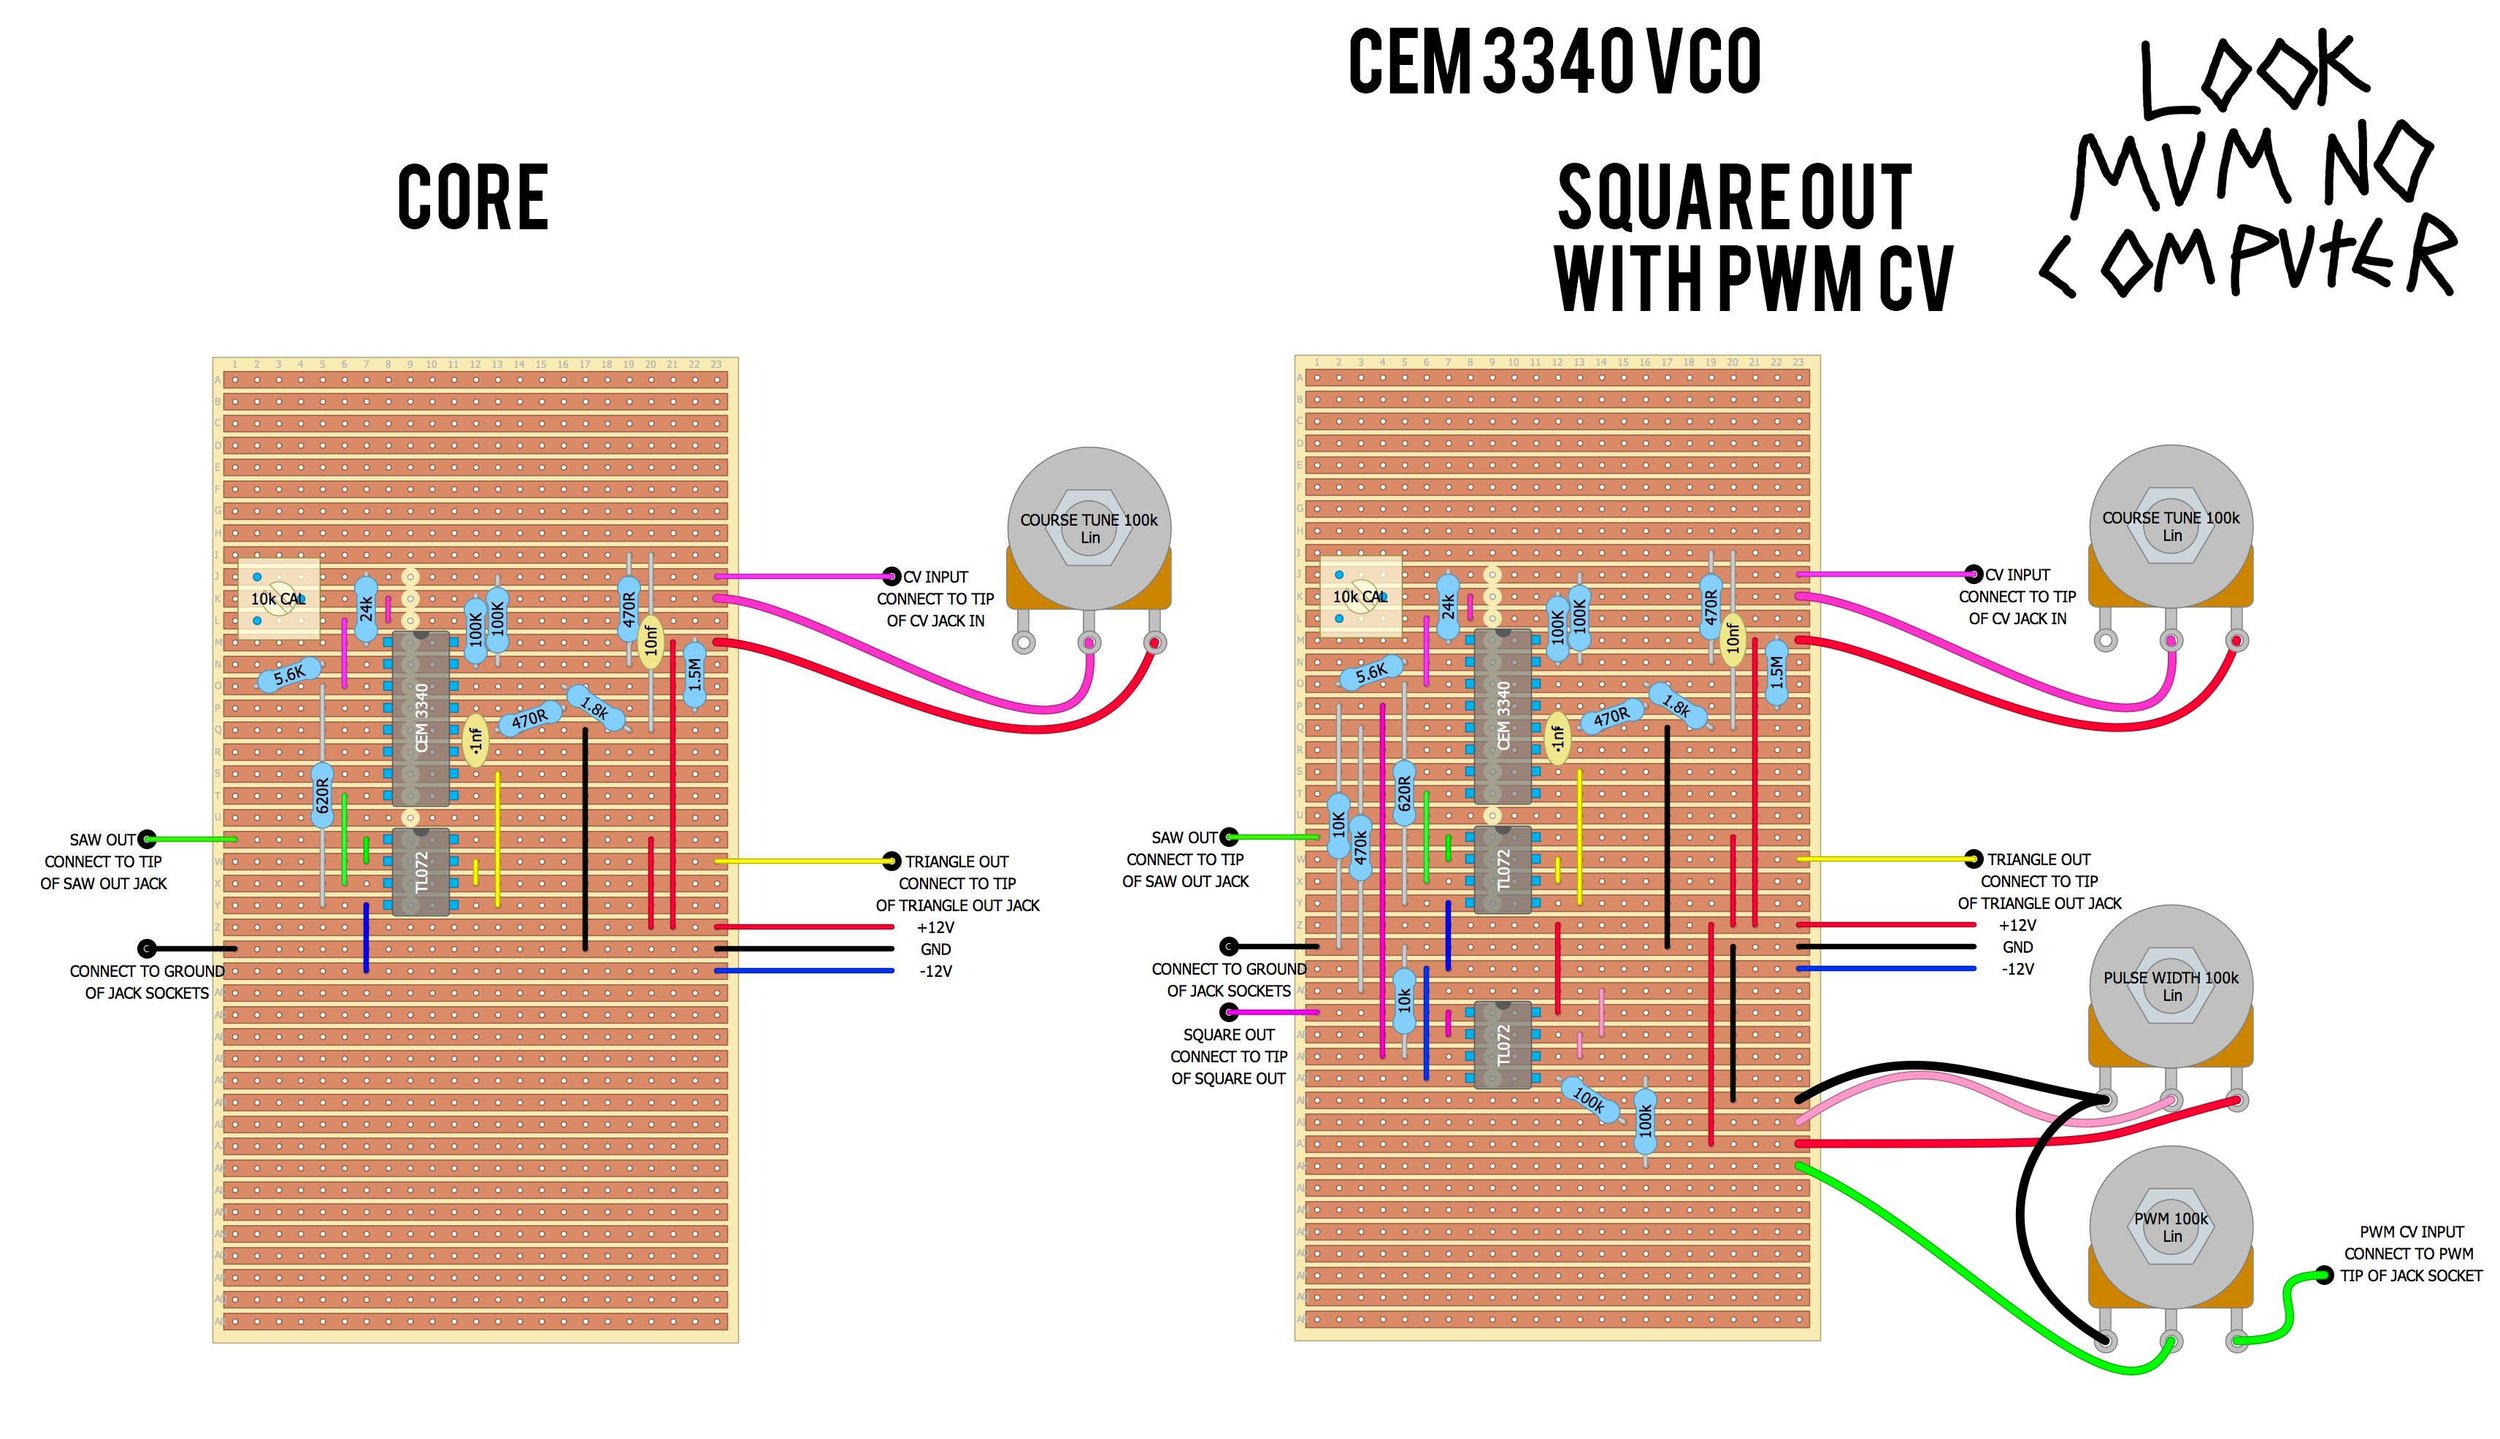 CEM 3340 VCO
LOOK
MUM NO
COMPUTER
CORE
SQUARE OUT
WITH PWM CV
1 2 3 4 5 6 7 8 9 10 11 12 13 14 15 16 17 18 19 20 21 22 23
A
B
C
D
E
F
G
H
I
J
K
L
M
N
O
P
Q
R
S
T
U
Z
10k CAL
24k
100K
100K
470R
10nf
1.5M
5.6K
CEM 3340
1.8k
470R
.1nf
620R
TL072
COURSE TUNE 100k
Lin
CV INPUT
CONNECT TO TIP
OF CV JACK IN
SAW OUT
CONNECT TO TIP
OF SAW OUT JACK
TRIANGLE OUT
CONNECT TO TIP
OF TRIANGLE OUT JACK
+12V
GND
-12V
CONNECT TO GROUND
OF JACK SOCKETS
1 2 3 4 5 6 7 8 9 10 11 12 13 14 15 16 17 18 19 20 21 22 23
A
B
C
D
E
F
G
H
I
J
K
L
M
N
O
P
Q
R
S
T
U
W
X
Y
Z
10k CAL
24k
100K
100K
470R
10nf
1.5M
5.6K
CEM 3340
1.8k
470R
.1nf
620R
10K
470k
TL072
10k
TL072
100k
100k
COURSE TUNE 100k
Lin
CV INPUT
CONNECT TO TIP
OF CV JACK IN
SAW OUT
CONNECT TO TIP
OF SAW OUT JACK
TRIANGLE OUT
CONNECT TO TIP
OF TRIANGLE OUT JACK
+12V
GND
-12V
CONNECT TO GROUND
OF JACK SOCKETS
SQUARE OUT
CONNECT TO TIP
OF SQUARE OUT
PULSE WIDTH 100k
Lin
PWM 100k
Lin
PWM CV INPUT
CONNECT TO PWM
TIP OF JACK SOCKET